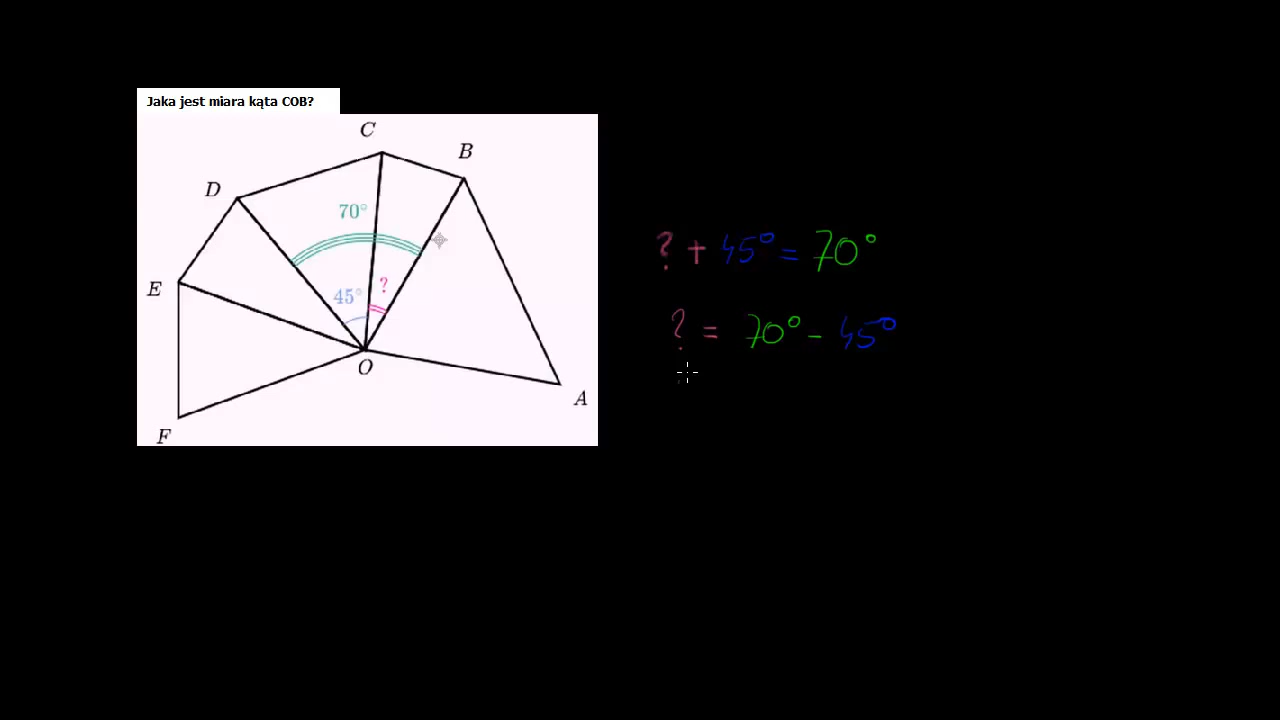 Jaka jest miara kąta COB?
C
B
D
70°
E
45°
?
O
A
F
? + 45° = 70°
? = 70° - 45°